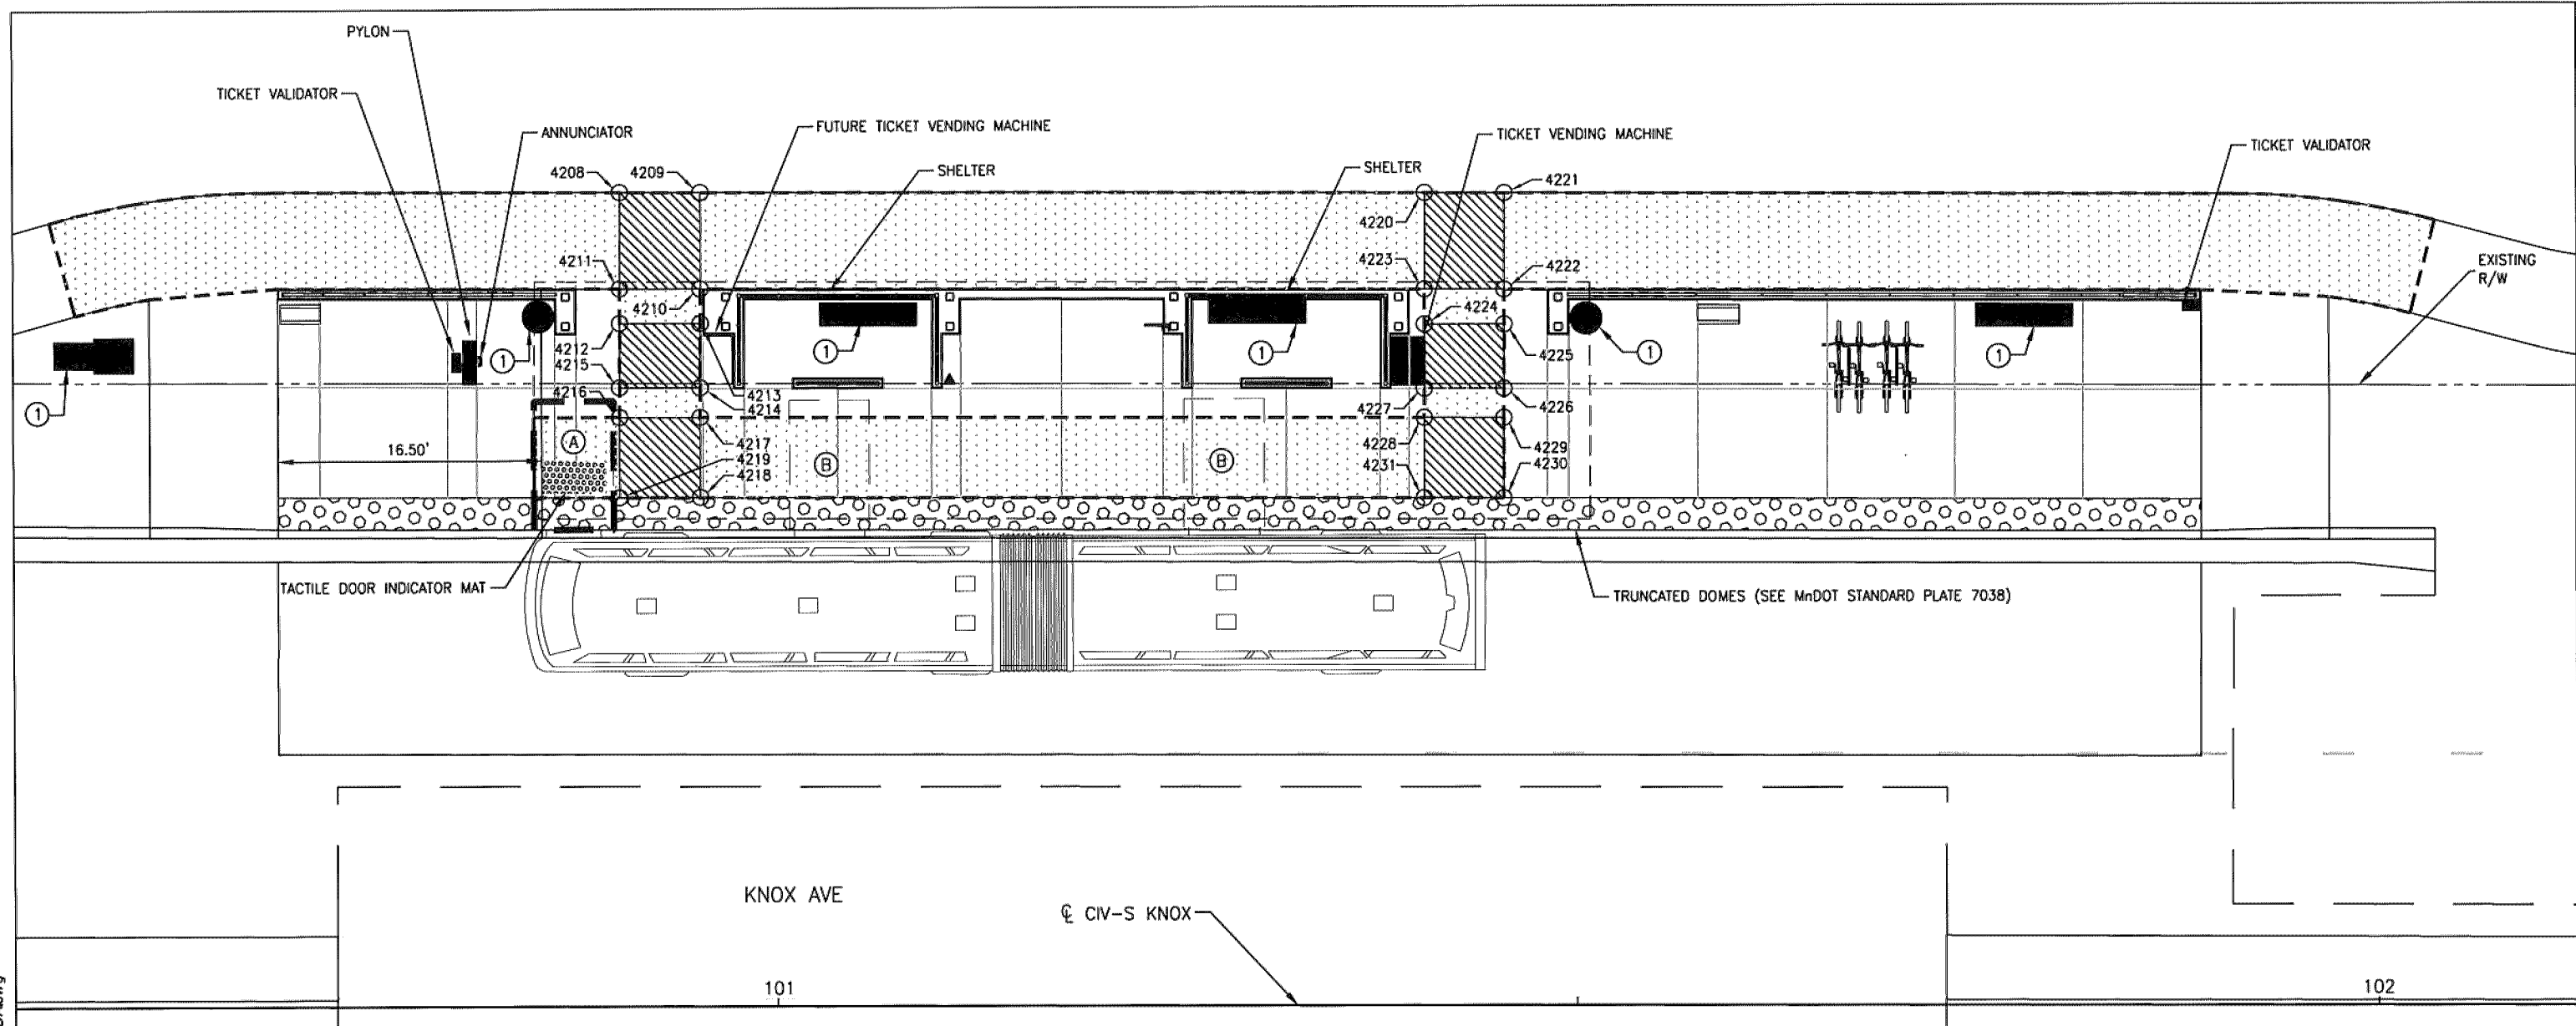 PYLON
TICKET VALIDATOR
ANNUNCIATOR
FUTURE TICKET VENDING MACHINE
TICKET VENDING MACHINE
TICKET VALIDATOR
4208
4209
SHELTER
SHELTER
4221
4220
4211
4223
4222
EXISTING
R/W
4210
4224
4212
1
1
1
1
1
4225
4215
1
4216
4213
4214
4227
4226
A
4217
4228
4229
16.50'
B
B
4219
4231
4230
4218
TACTILE DOOR INDICATOR MAT
TRUNCATED DOMES (SEE MnDOT STANDARD PLATE 7038)
KNOX AVE
℄ CIV-S KNOX
101
102